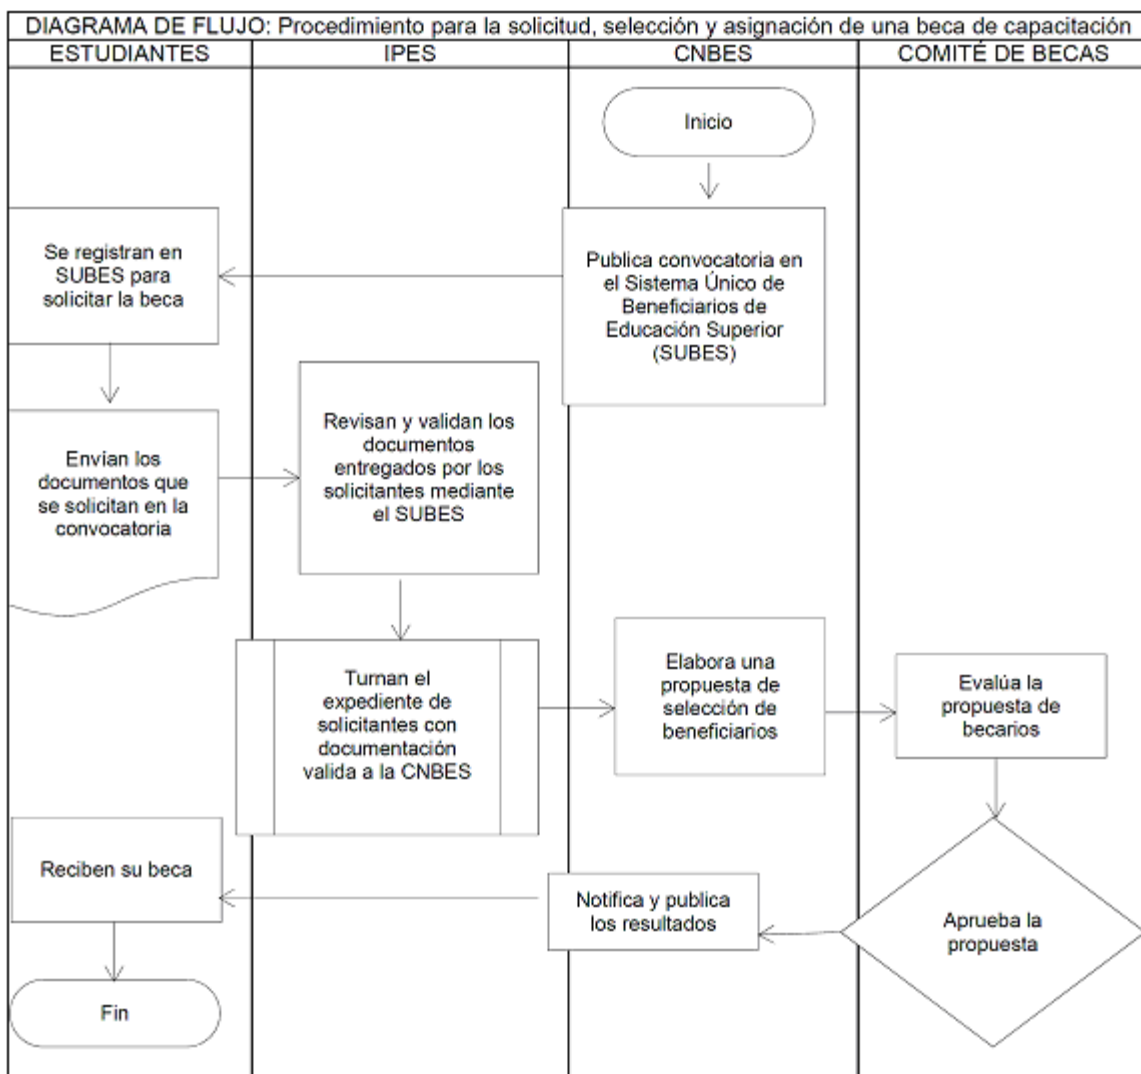 DIAGRAMA DE FLUJO: Procedimiento para la solicitud, selección y asignación de una beca de capacitación
ESTUDIANTES
IPES
CNBES
COMITÉ DE BECAS
Inicio
Publica convocatoria en
el Sistema Único de
Beneficiarios de
Educación Superior
(SUBES)
Se registran en
SUBES para
solicitar la beca
Envían los
documentos que
se solicitan en la
convocatoria
Revisan y validan los
documentos
entregados por los
solicitantes mediante
el SUBES
Turnan el
expediente de
solicitantes con
documentación
valida a la CNBES
Elabora una
propuesta de
selección de
beneficiarios
Evalúa la
propuesta de
becarios
Aprueba la
propuesta
Notifica y publica
los resultados
Reciben su beca
Fin